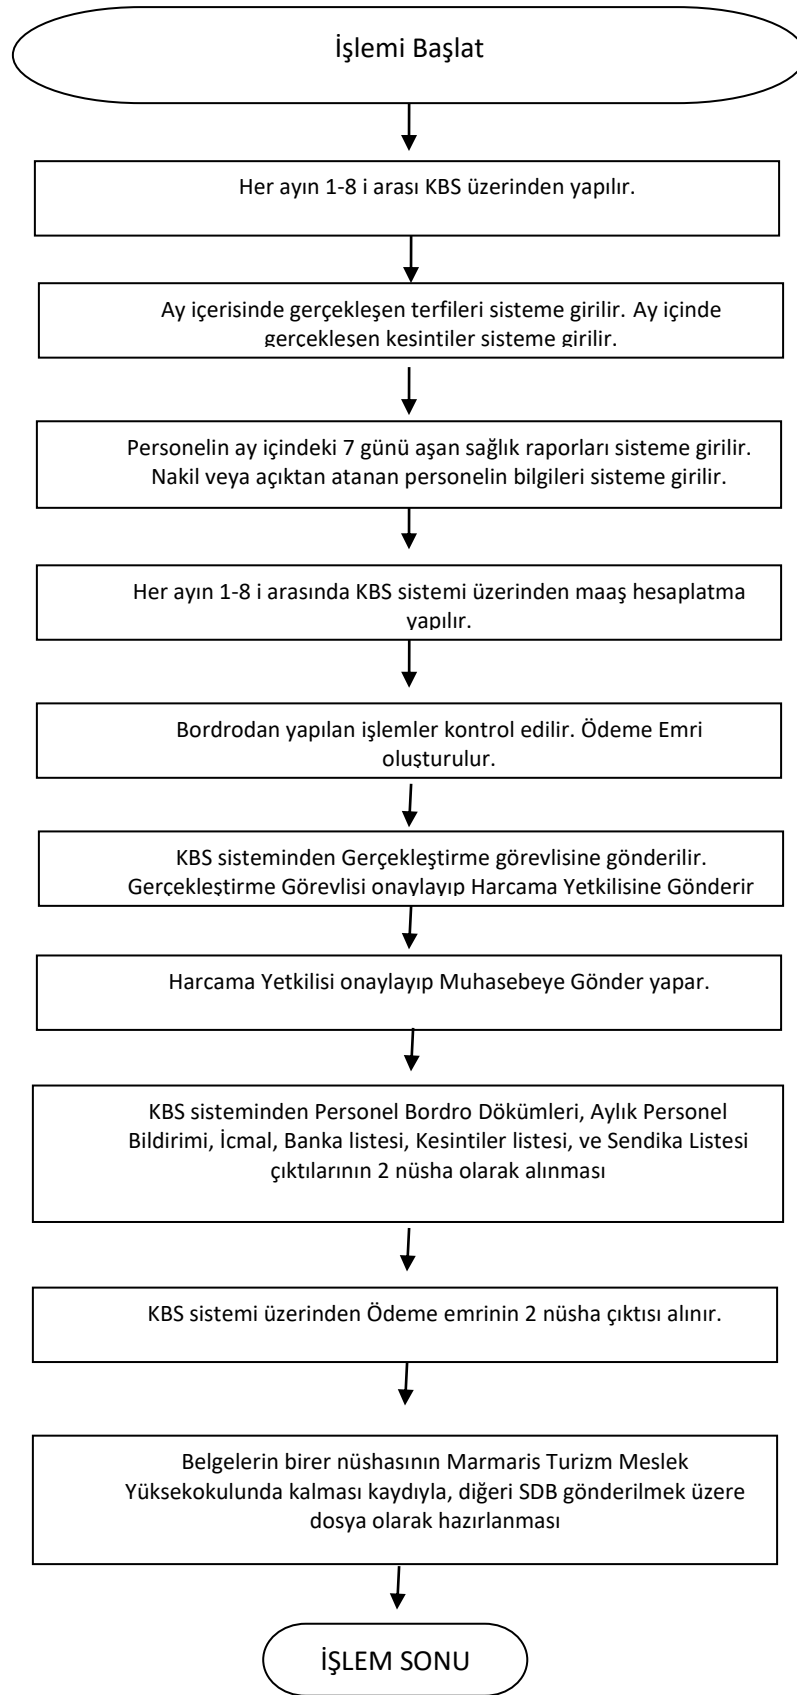 İşlemi Başlat
Her ayın 1-8 i arası KBS üzerinden yapılır.
Ay içerisinde gerçekleşen terfileri sisteme girilir. Ay içinde
gerçekleşen kesintiler sisteme girilir.
Personelin ay içindeki 7 günü aşan sağlık raporları sisteme girilir.
Nakil veya açıktan atanan personelin bilgileri sisteme girilir.
Her ayın 1-8 i arasında KBS sistemi üzerinden maaş hesaplatma
yapılır.
Bordrodan yapılan işlemler kontrol edilir. Ödeme Emri
oluşturulur.
KBS sisteminden Gerçekleştirme görevlisine gönderilir.
Gerçekleştirme Görevlisi onaylayıp Harcama Yetkilisine Gönderir
Harcama Yetkilisi onaylayıp Muhasebeye Gönder yapar.
KBS sisteminden Personel Bordro Dökümleri, Aylık Personel
Bildirimi, İcmal, Banka listesi, Kesintiler listesi, ve Sendika Listesi
çıktılarının 2 nüsha olarak alınması
KBS sistemi üzerinden Ödeme emrinin 2 nüsha çıktısı alınır.
Belgelerin birer nüshasının Marmaris Turizm Meslek
Yüksekokulunda kalması kaydıyla, diğeri SDB gönderilmek üzere
dosya olarak hazırlanması
İŞLEM SONU